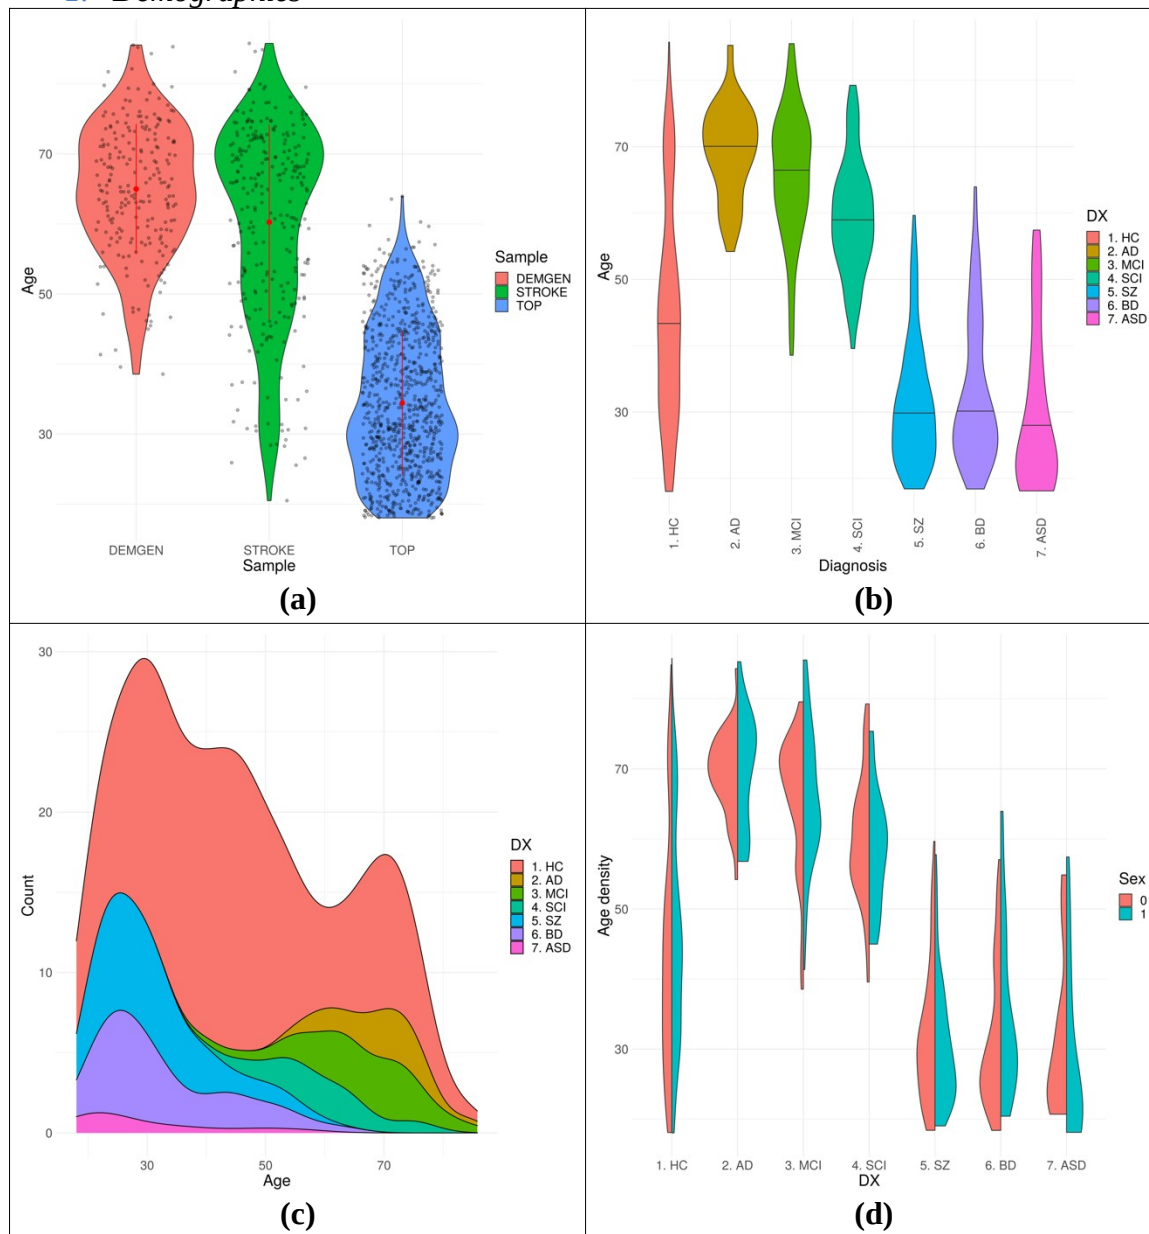 Demographics
Age
70
50
30
DEMGEN
STROKE
TOP
Sample
Sample
DEMGEN
STROKE
TOP
(a)
Age
70
50
30
1. HC
2. AD
3. MCI
4. SCI
5. SZ
6. BD
7. ASD
Diagnosis
DX
1. HC
2. AD
3. MCI
4. SCI
5. SZ
6. BD
7. ASD
(b)
Count
30
20
10
0
30
50
70
Age
DX
1. HC
2. AD
3. MCI
4. SCI
5. SZ
6. BD
7. ASD
(c)
Age density
70
50
30
1. HC
2. AD
3. MCI
4. SCI
5. SZ
6. BD
7. ASD
DX
Sex
0
1
(d)